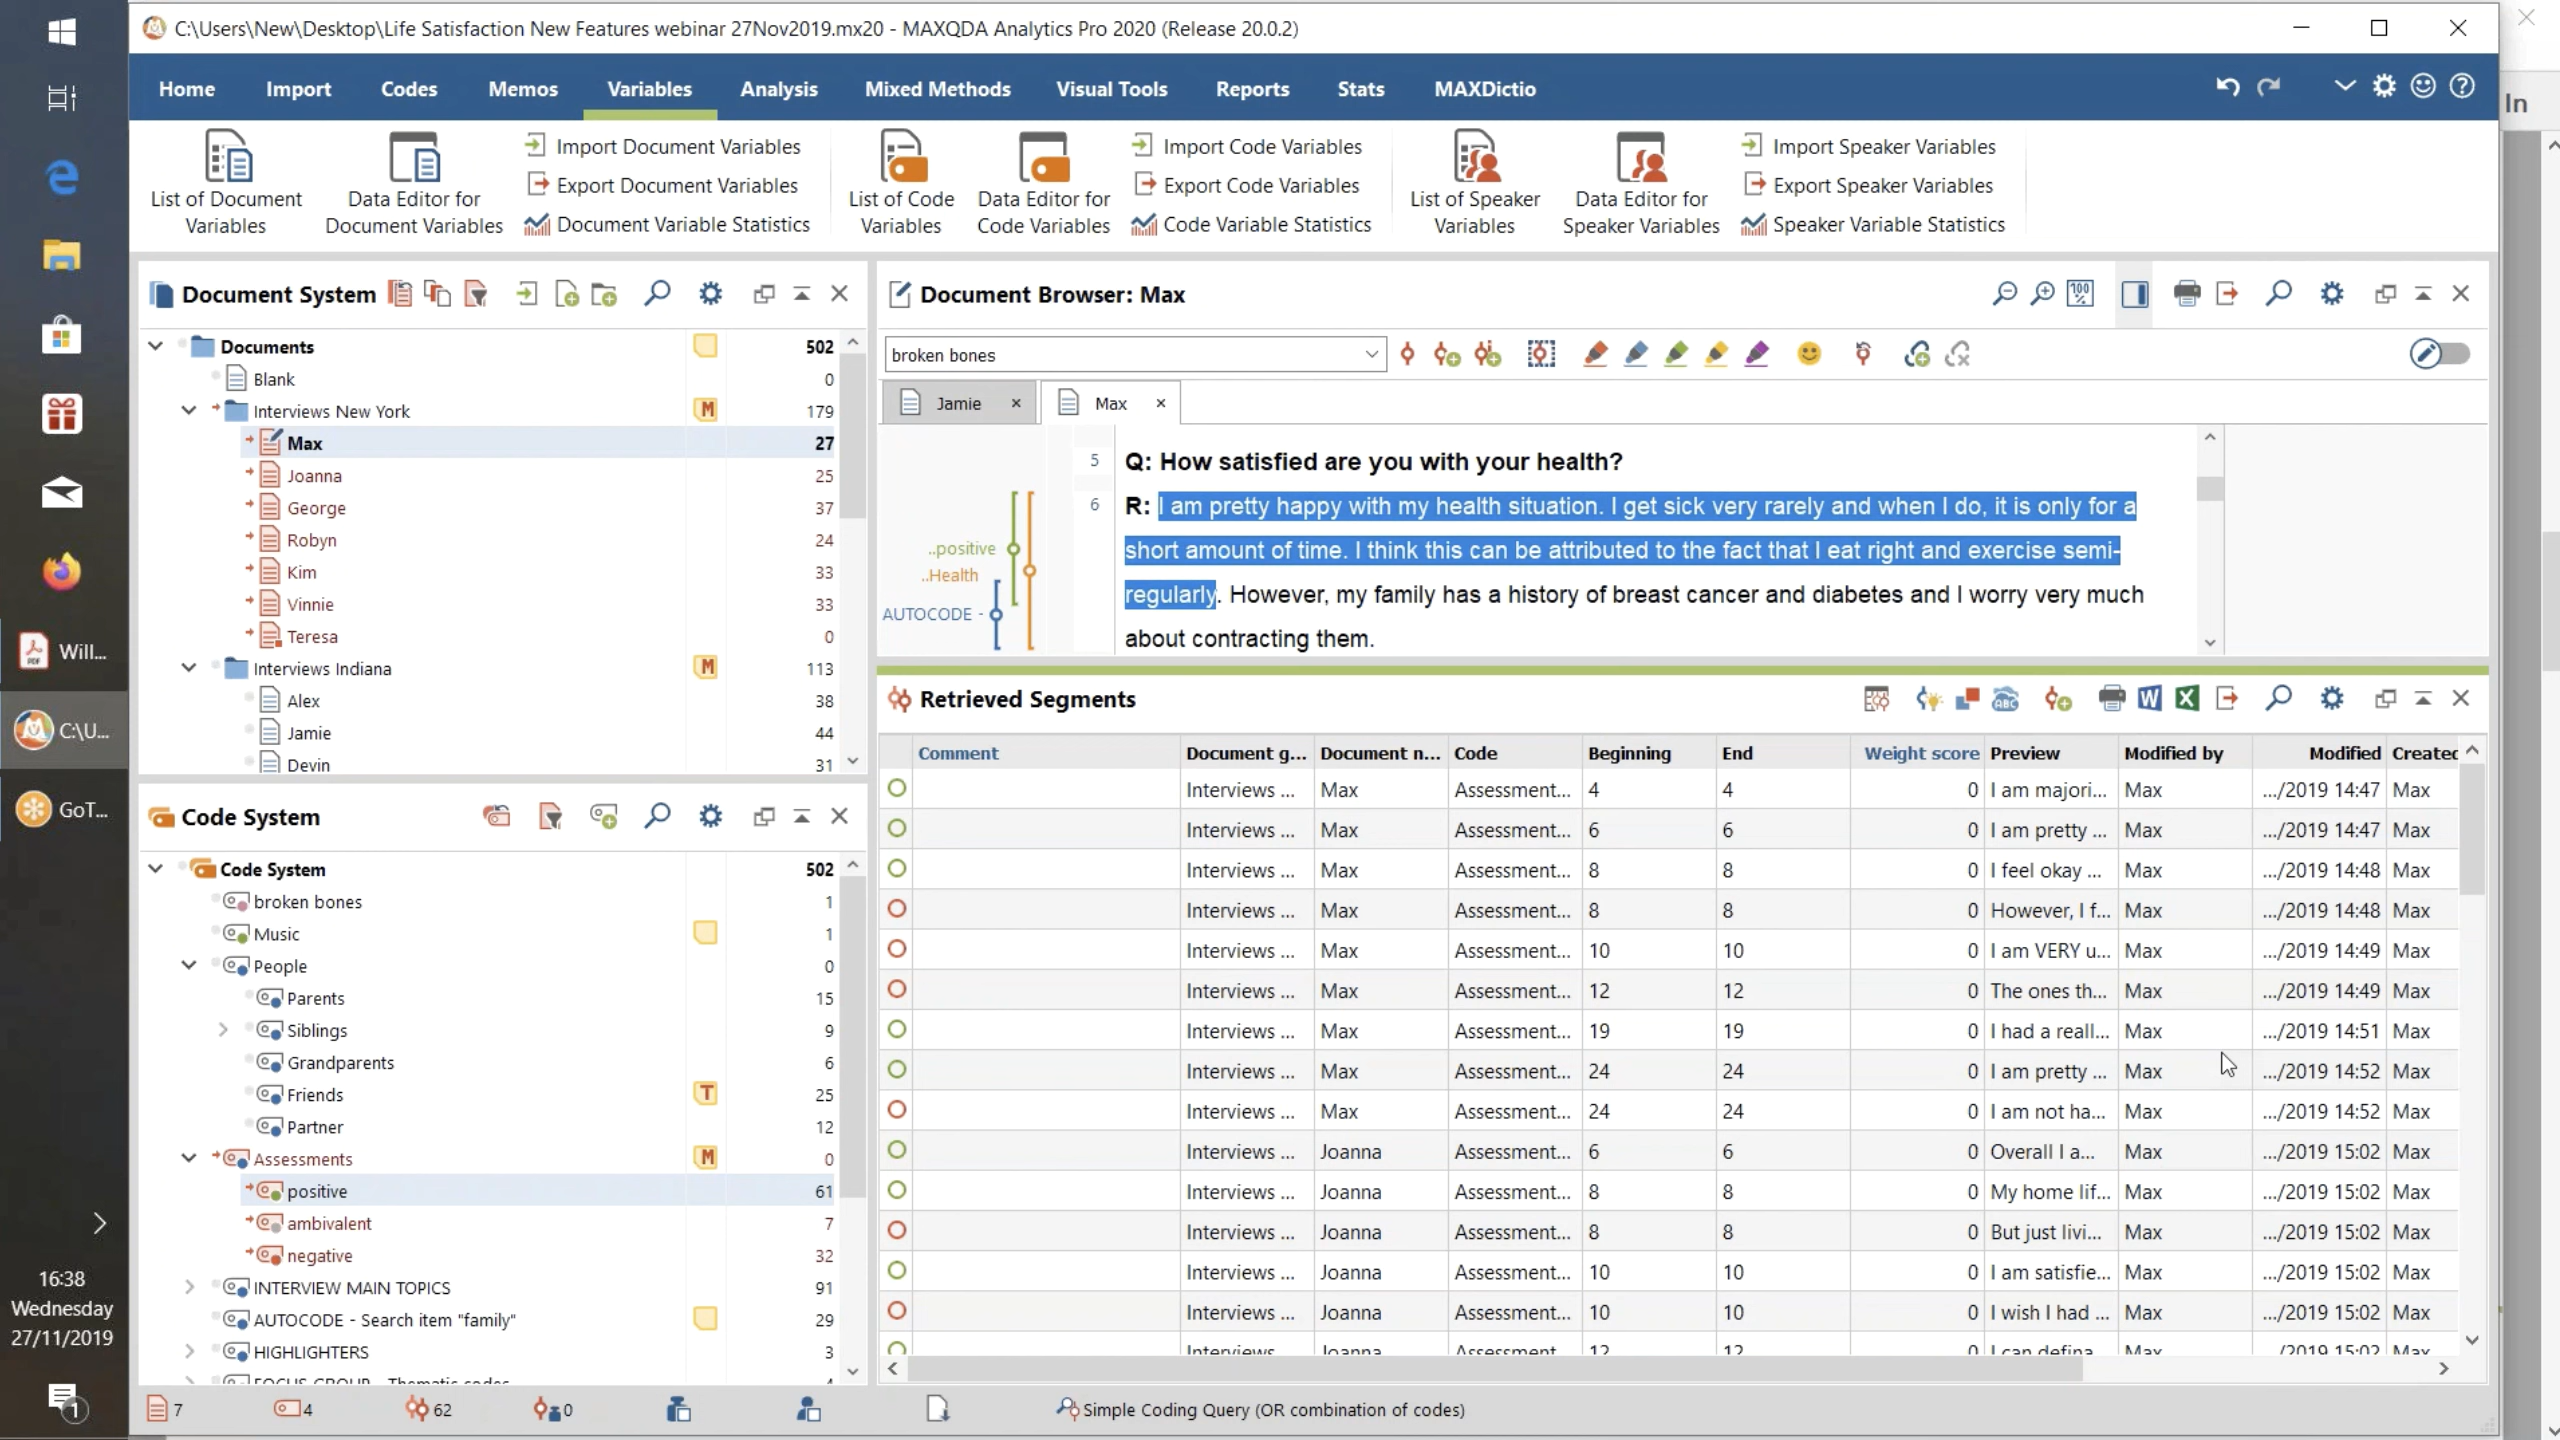 C:\Users\New\Desktop\Life Satisfaction New Features webinar 27Nov2019.mx20 - MAXQDA Analytics Pro 2020 (Release 20.0.2)
Home Import Codes Memos Variables Analysis Mixed Methods Visual Tools Reports Stats MAXDictio
In
List of Document Variables
Data Editor for Document Variables
Import Document Variables
Export Document Variables
Document Variable Statistics
List of Code Variables
Data Editor for Code Variables
Import Code Variables
Export Code Variables
Code Variable Statistics
List of Speaker Variables
Data Editor for Speaker Variables
Import Speaker Variables
Export Speaker Variables
Speaker Variable Statistics
Document System
Documents 502
Blank 0
Interviews New York M 179
Max 27
Joanna 25
George 37
Robyn 24
Kim 33
Vinnie 33
Teresa 0
Interviews Indiana M 113
Alex 38
Jamie 44
Devin 31
Code System
Code System 502
broken bones 1
Music 1
People 0
Parents 15
Siblings 9
Grandparents 6
Friends T 25
Partner 12
Assessments M 0
positive 61
ambivalent 7
negative 32
INTERVIEW MAIN TOPICS 91
AUTOCODE - Search item "family" 29
HIGHLIGHTERS 3
FOCUS GROUP - Thematic codes 4
Document Browser: Max
100 %
broken bones
Jamie × Max ×
5 Q: How satisfied are you with your health?
6 R: I am pretty happy with my health situation. I get sick very rarely and when I do, it is only for a
short amount of time. I think this can be attributed to the fact that I eat right and exercise semi-
regularly. However, my family has a history of breast cancer and diabetes and I worry very much
about contracting them.
..positive
..Health
AUTOCODE -
Retrieved Segments
ABC W X
Comment Document g... Document n... Code Beginning End Weight score Preview Modified by Modified Created
Interviews ... Max Assessment... 4 4 0 I am majori... Max .../2019 14:47 Max
Interviews ... Max Assessment... 6 6 0 I am pretty ... Max .../2019 14:47 Max
Interviews ... Max Assessment... 8 8 0 I feel okay ... Max .../2019 14:48 Max
Interviews ... Max Assessment... 8 8 0 However, I f... Max .../2019 14:48 Max
Interviews ... Max Assessment... 10 10 0 I am VERY u... Max .../2019 14:49 Max
Interviews ... Max Assessment... 12 12 0 The ones th... Max .../2019 14:49 Max
Interviews ... Max Assessment... 19 19 0 I had a reall... Max .../2019 14:51 Max
Interviews ... Max Assessment... 24 24 0 I am pretty ... Max .../2019 14:52 Max
Interviews ... Max Assessment... 24 24 0 I am not ha... Max .../2019 14:52 Max
Interviews ... Joanna Assessment... 6 6 0 Overall I a... Max .../2019 15:02 Max
Interviews ... Joanna Assessment... 8 8 0 My home lif... Max .../2019 15:02 Max
Interviews ... Joanna Assessment... 8 8 0 But just livi... Max .../2019 15:02 Max
Interviews ... Joanna Assessment... 10 10 0 I am satisfie... Max .../2019 15:02 Max
Interviews ... Joanna Assessment... 10 10 0 I wish I had ... Max .../2019 15:02 Max
Interviews Joanna Assessment 12 12 0 I can defina Max /2019 15:02 Max
7 4 62 0 Simple Coding Query (OR combination of codes)
Will...
C:\U...
GoT...
16:38
Wednesday
27/11/2019
1